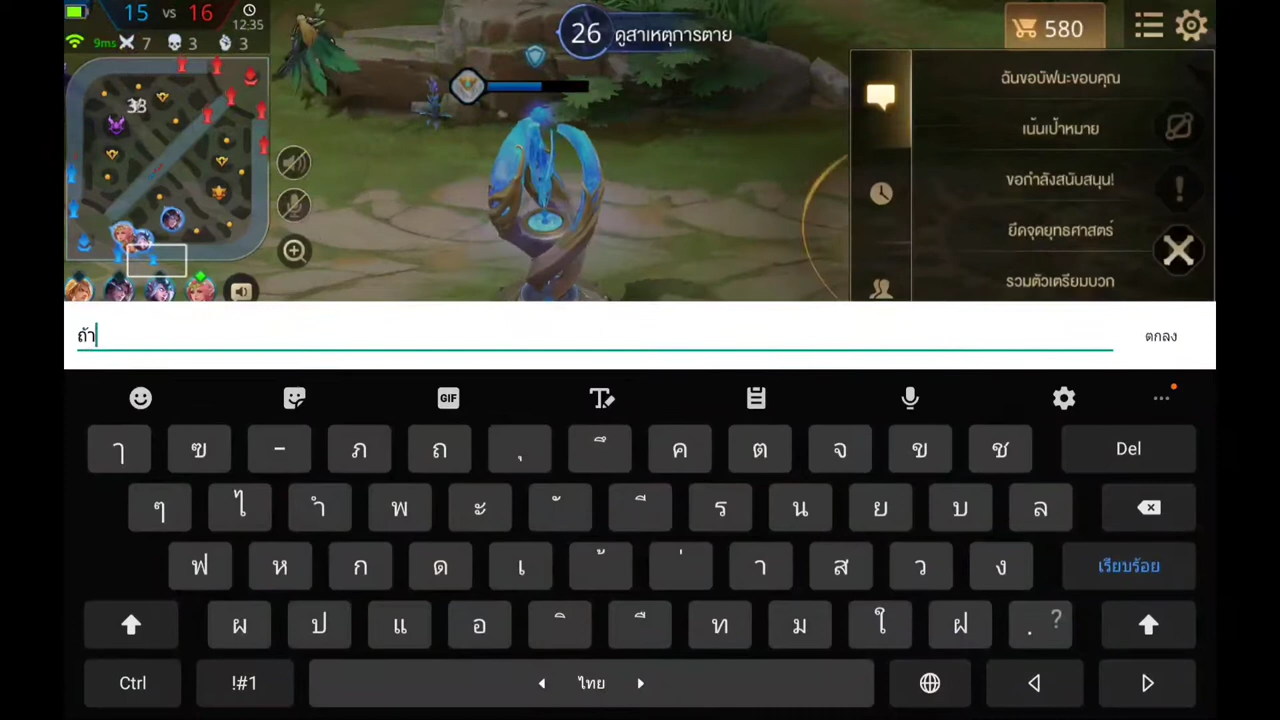 15 vs 16
12:35
9ms 7 3 3
33
26 ดูสาเหตุการตาย
580
ฉันขอบัฟนะขอบคุณ
เน้นเป้าหมาย
ขอกำลังสนับสนุน!
ยึดจุดยุทธศาสตร์
รวมตัวเตรียมบวก
ถ้า
ตกลง
GIF
ๅ ฃ - ภ ถ ุ ึ ค ต จ ข ช Del
ๆ ไ ำ พ ะ ั ี ร น ย บ ล
ฟ ห ก ด เ ้ ่ า ส ว ง เรียบร้อย
ผ ป แ อ ิ ื ท ม ใ ฝ . ?
Ctrl !#1 ไทย